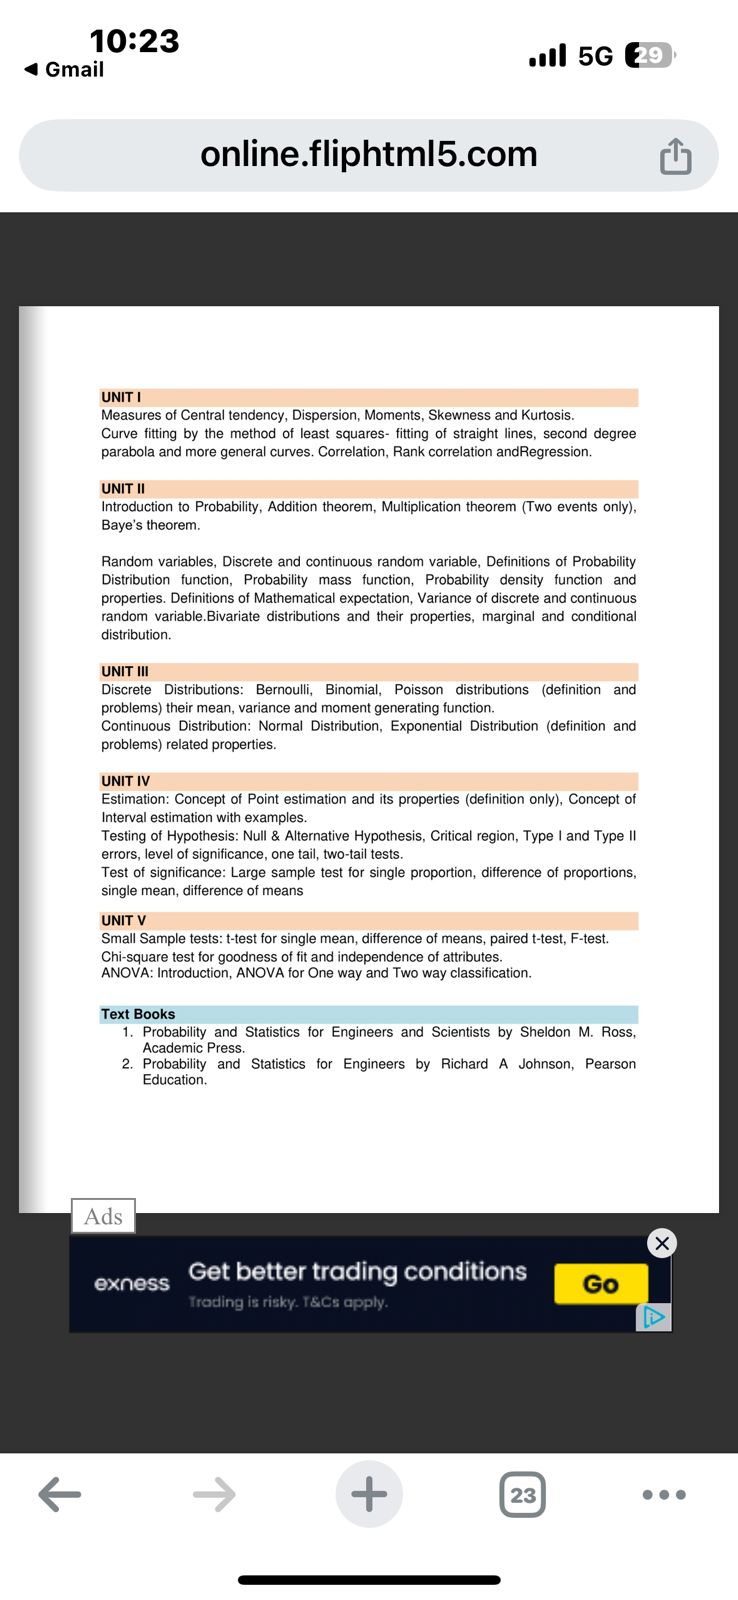 10:23
5G 29
◀ Gmail
online.fliphtml5.com
UNIT I
Measures of Central tendency, Dispersion, Moments, Skewness and Kurtosis.
Curve fitting by the method of least squares- fitting of straight lines, second degree
parabola and more general curves. Correlation, Rank correlation andRegression.
UNIT II
Introduction to Probability, Addition theorem, Multiplication theorem (Two events only),
Baye's theorem.
Random variables, Discrete and continuous random variable, Definitions of Probability
Distribution function, Probability mass function, Probability density function and
properties. Definitions of Mathematical expectation, Variance of discrete and continuous
random variable.Bivariate distributions and their properties, marginal and conditional
distribution.
UNIT III
Discrete Distributions: Bernoulli, Binomial, Poisson distributions (definition and
problems) their mean, variance and moment generating function.
Continuous Distribution: Normal Distribution, Exponential Distribution (definition and
problems) related properties.
UNIT IV
Estimation: Concept of Point estimation and its properties (definition only), Concept of
Interval estimation with examples.
Testing of Hypothesis: Null & Alternative Hypothesis, Critical region, Type I and Type II
errors, level of significance, one tail, two-tail tests.
Test of significance: Large sample test for single proportion, difference of proportions,
single mean, difference of means
UNIT V
Small Sample tests: t-test for single mean, difference of means, paired t-test, F-test.
Chi-square test for goodness of fit and independence of attributes.
ANOVA: Introduction, ANOVA for One way and Two way classification.
Text Books
1. Probability and Statistics for Engineers and Scientists by Sheldon M. Ross,
Academic Press.
2. Probability and Statistics for Engineers by Richard A Johnson, Pearson
Education.
Ads
exness
Get better trading conditions
Trading is risky. T&Cs apply.
Go
23